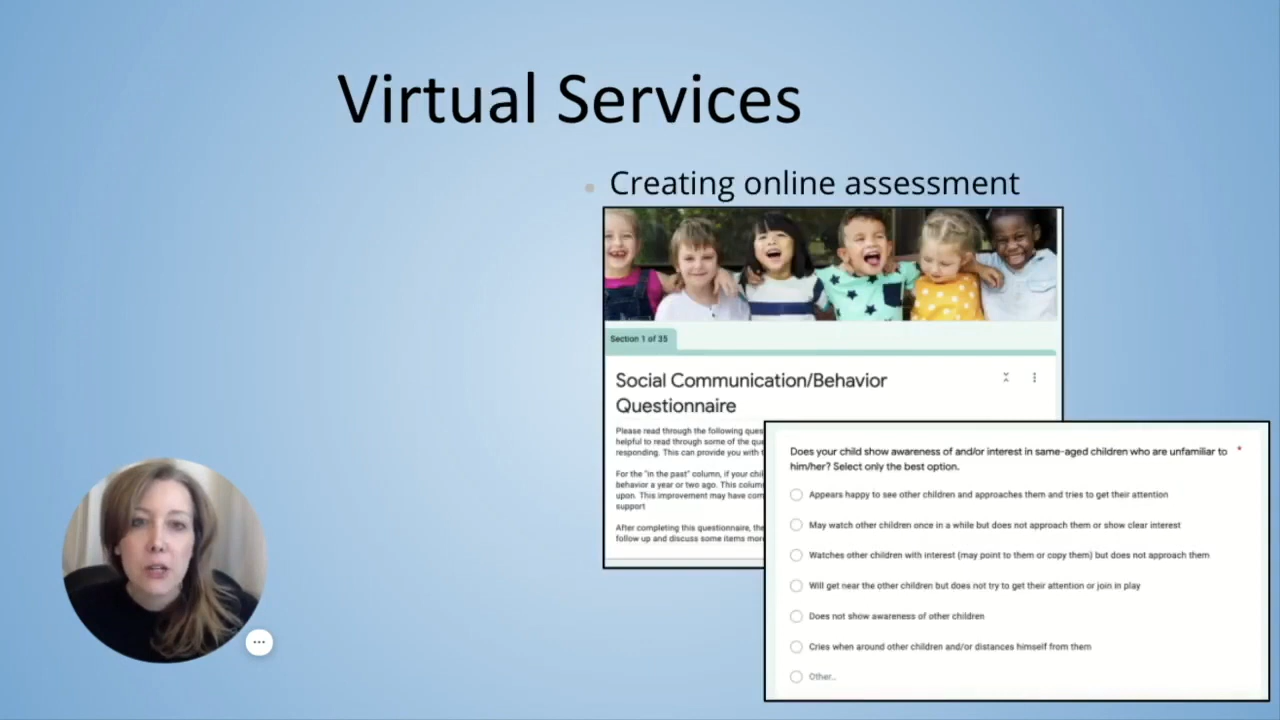 Virtual Services
Creating online assessment
Section 1 of 35
Social Communication/Behavior
Questionnaire
Please read through the following
helpful to read through some of the
responding. This can provide you with
For the "in the past" column, if your
behavior a year or two ago. This
upon. This improvement may have
support
After completing this questionnaire,
follow up and discuss some items
Does your child show awareness of and/or interest in same-aged children who are unfamiliar to *
him/her? Select only the best option.
Appears happy to see other children and approaches them and tries to get their attention
May watch other children once in a while but does not approach them or show clear interest
Watches other children with interest (may point to them or copy them) but does not approach them
Will get near the other children but does not try to get their attention or join in play
Does not show awareness of other children
Cries when around other children and/or distances himself from them
Other...